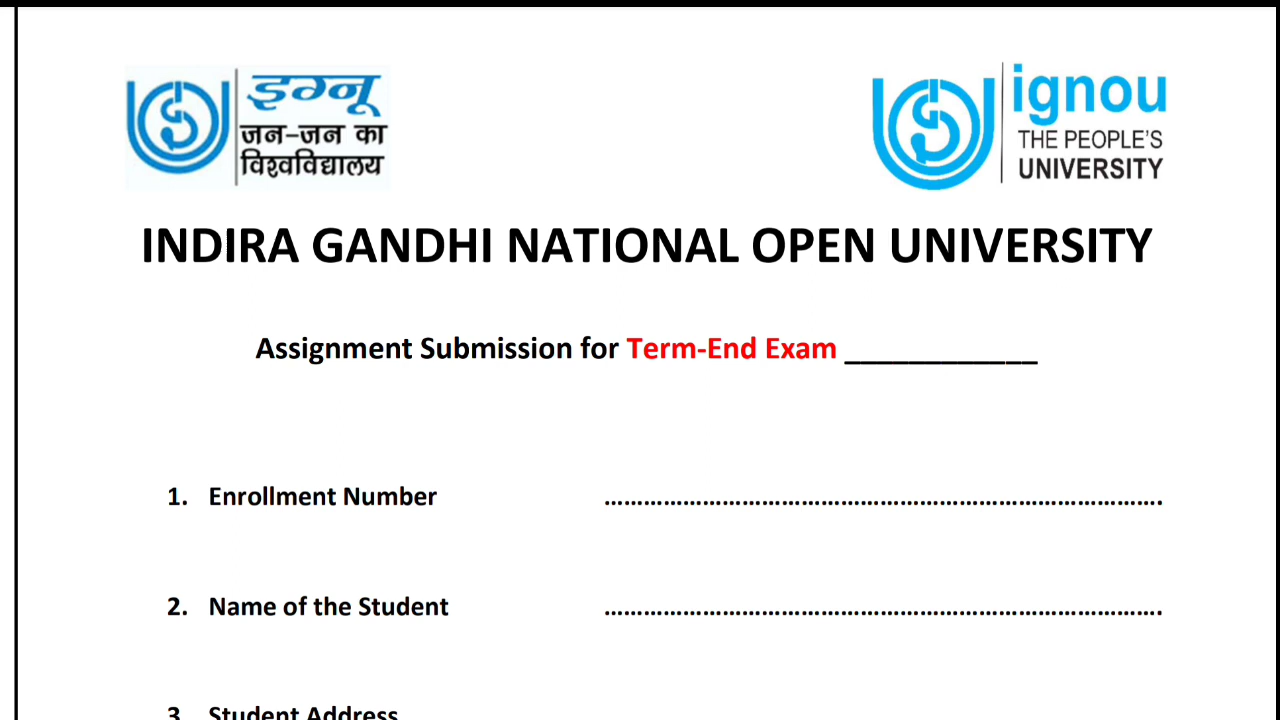 इग्नू
जन-जन का
विश्वविद्यालय
ignou
THE PEOPLE'S
UNIVERSITY
INDIRA GANDHI NATIONAL OPEN UNIVERSITY
Assignment Submission for Term-End Exam ____________
1. Enrollment Number ……………………………………………………………………….
2. Name of the Student ……………………………………………………………………….
3. Student Address